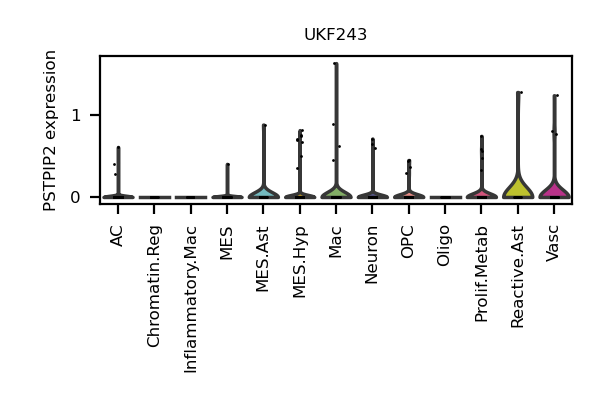 UKF243
PSTPIP2 expression
1
0
AC
Chromatin.Reg
Inflammatory.Mac
MES
MES.Ast
MES.Hyp
Mac
Neuron
OPC
Oligo
Prolif.Metab
Reactive.Ast
Vasc